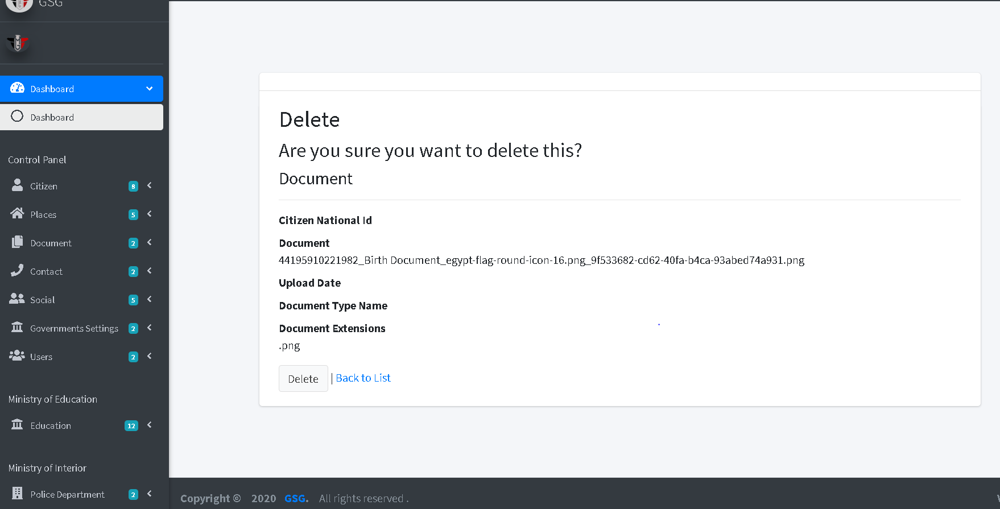 GSG
Dashboard
Dashboard
Control Panel
Citizen 8
Places 5
Document 2
Contact 2
Social 5
Governments Settings 2
Users 2
Ministry of Education
Education 12
Ministry of Interior
Police Department 2
Delete
Are you sure you want to delete this?
Document
Citizen National Id
Document
44195910221982_Birth Document_egypt-flag-round-icon-16.png_9f533682-cd62-40fa-b4ca-93abed74a931.png
Upload Date
Document Type Name
Document Extensions
.png
Delete | Back to List
Copyright © 2020 GSG. All rights reserved .